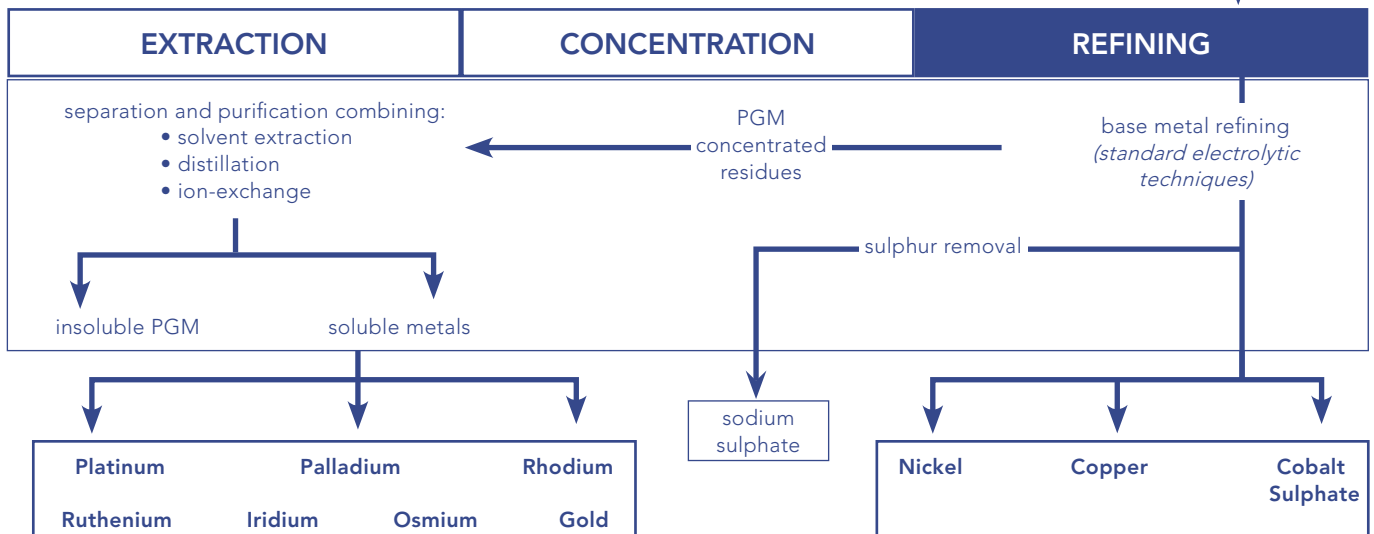 EXTRACTION
CONCENTRATION
REFINING
separation and purification combining:
• solvent extraction
• distillation
• ion-exchange
PGM
concentrated
residues
base metal refining
(standard electrolytic
techniques)
sulphur removal
insoluble PGM
soluble metals
sodium
sulphate
Platinum
Palladium
Rhodium
Ruthenium
Iridium
Osmium
Gold
Nickel
Copper
Cobalt
Sulphate